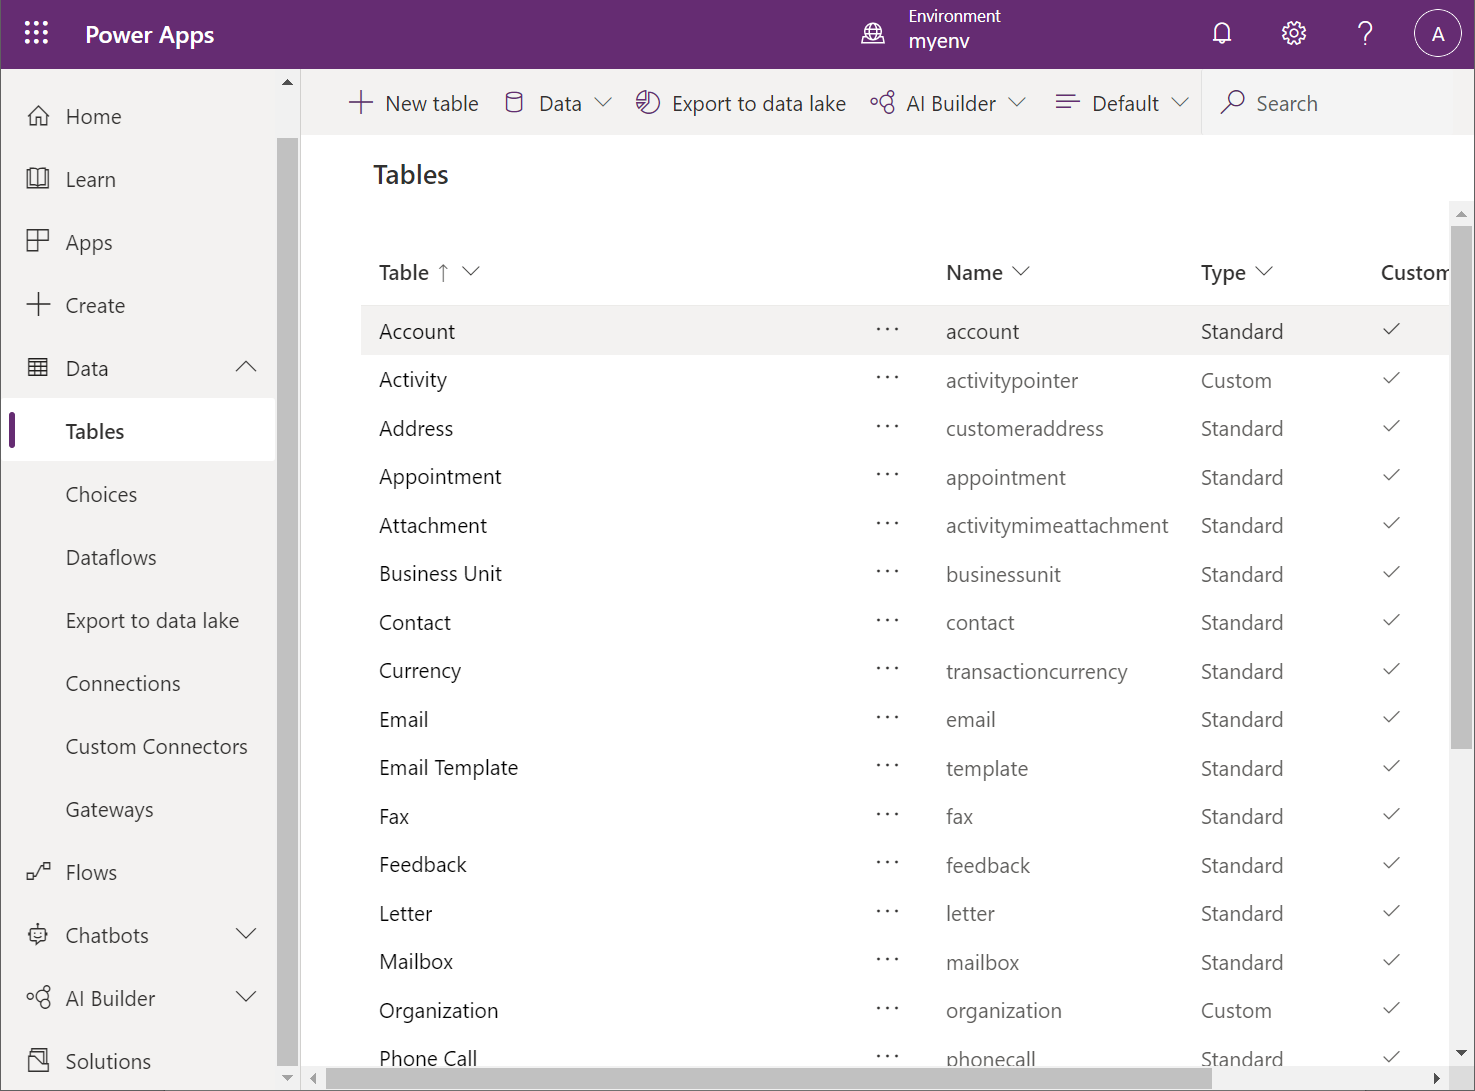 Power Apps
Environment
myenv
A
Home
Learn
Apps
Create
Data
Tables
Choices
Dataflows
Export to data lake
Connections
Custom Connectors
Gateways
Flows
Chatbots
AI Builder
Solutions
New table Data Export to data lake AI Builder Default Search
Tables
Table ↑ Name Type Custom
Account ··· account Standard
Activity ··· activitypointer Custom
Address ··· customeraddress Standard
Appointment ··· appointment Standard
Attachment ··· activitymimeattachment Standard
Business Unit ··· businessunit Standard
Contact ··· contact Standard
Currency ··· transactioncurrency Standard
Email ··· email Standard
Email Template ··· template Standard
Fax ··· fax Standard
Feedback ··· feedback Standard
Letter ··· letter Standard
Mailbox ··· mailbox Standard
Organization ··· organization Custom
Phone Call ··· phonecall Standard